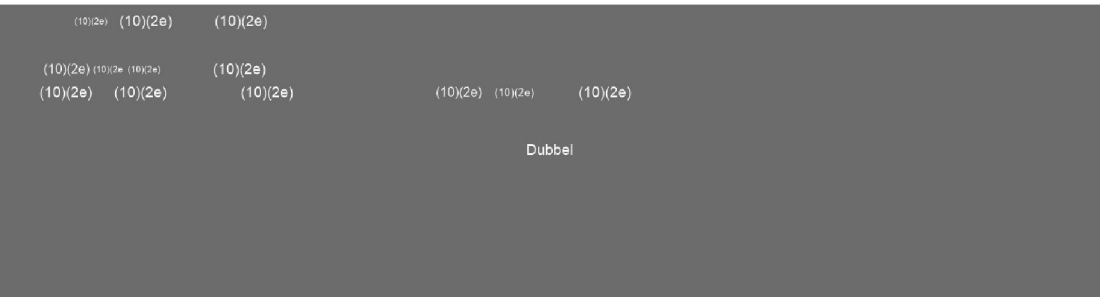 (10)(2e) (10)(2e) (10)(2e)
(10)(2e) (10)(2e (10)(2e) (10)(2e)
(10)(2e) (10)(2e) (10)(2e) (10)(2e) (10)(2e) (10)(2e)
Dubbel